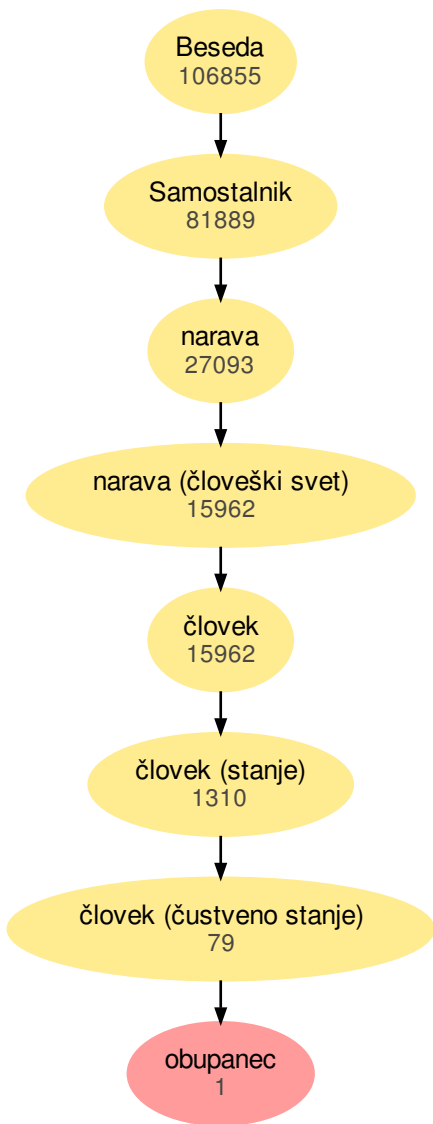 Beseda
106855
Samostalnik
81889
narava
27093
narava (človeški svet)
15962
človek
15962
človek (stanje)
1310
človek (čustveno stanje)
79
obupanec
1